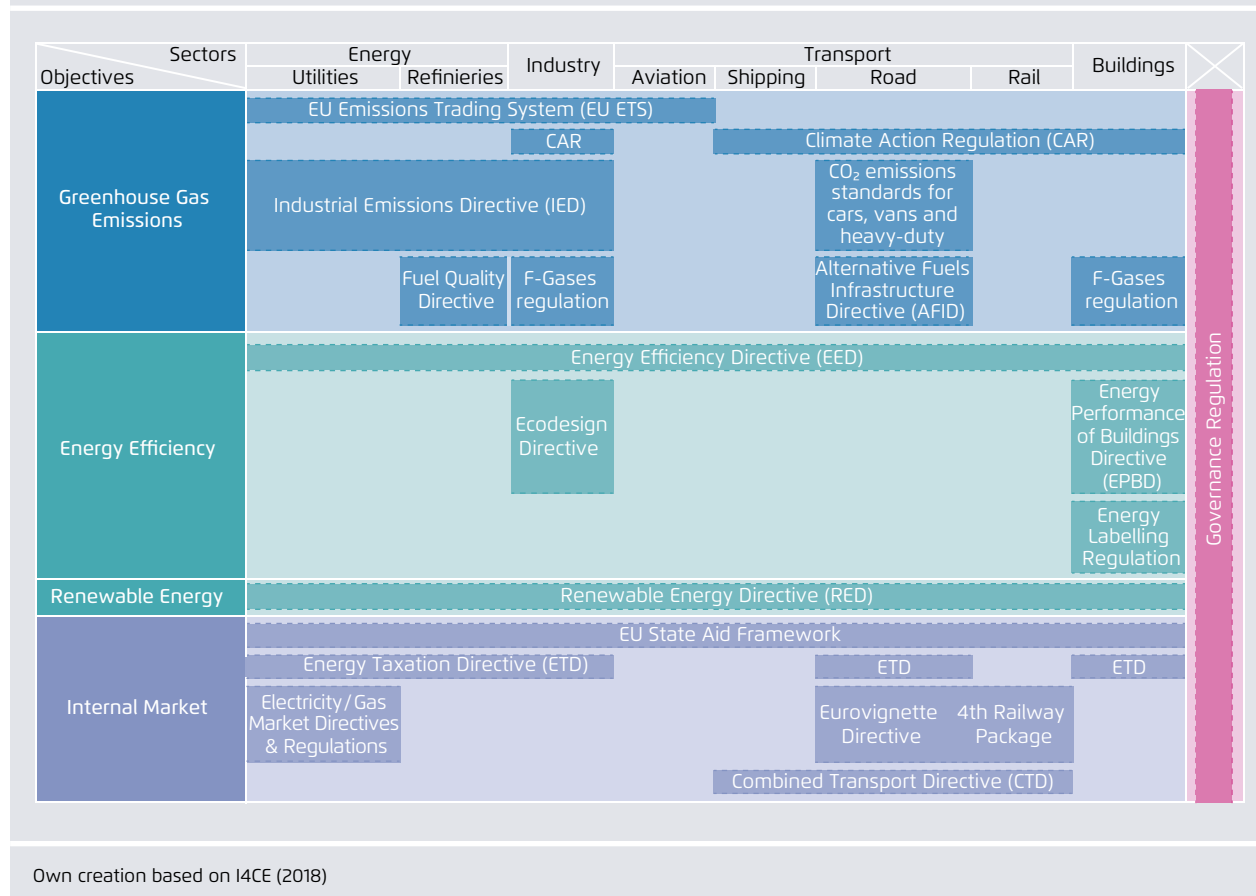 Sectors
Objectives
Energy
Utilities
Refinieries
Industry
Transport
Aviation
Shipping
Road
Rail
Buildings
Greenhouse Gas
Emissions
EU Emissions Trading System (EU ETS)
CAR
Climate Action Regulation (CAR)
Industrial Emissions Directive (IED)
CO₂ emissions
standards for
cars, vans and
heavy-duty
Fuel Quality
Directive
F-Gases
regulation
Alternative Fuels
Infrastructure
Directive (AFID)
F-Gases
regulation
Energy Efficiency
Energy Efficiency Directive (EED)
Ecodesign
Directive
Energy
Performance
of Buildings
Directive
(EPBD)
Energy
Labelling
Regulation
Renewable Energy
Renewable Energy Directive (RED)
Internal Market
EU State Aid Framework
Energy Taxation Directive (ETD)
ETD
ETD
Electricity/Gas
Market Directives
& Regulations
Eurovignette
Directive
4th Railway
Package
Combined Transport Directive (CTD)
Governance Regulation
Own creation based on I4CE (2018)